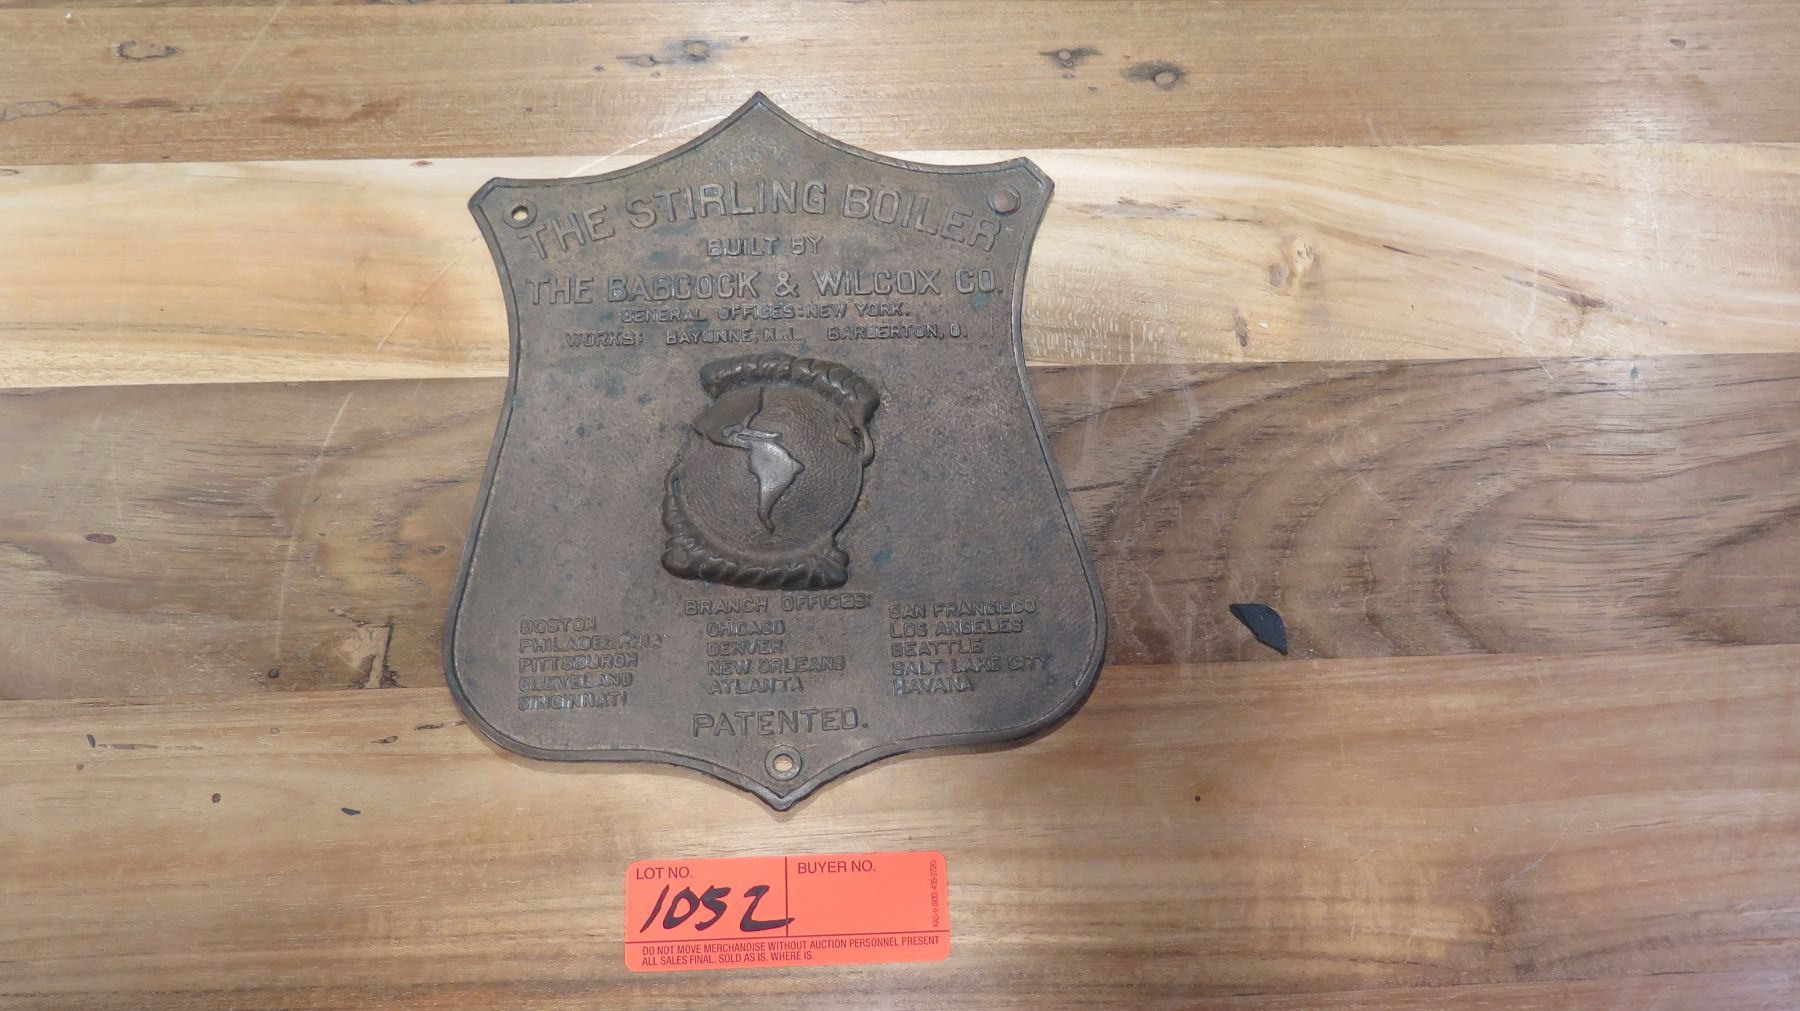 THE STIRLING BOILER
BUILT BY
THE BABCOCK & WILCOX CO.
GENERAL OFFICES: NEW YORK.
WORKS: BAYONNE, N.J., BARBERTON, O.
BRANCH OFFICES:
BOSTON
PHILADELPHIA
PITTSBURGH
CLEVELAND
CINCINNATI
CHICAGO
DENVER
NEW ORLEANS
ATLANTA
SAN FRANCISCO
LOS ANGELES
SEATTLE
SALT LAKE CITY
HAVANA
PATENTED.
LOT NO.
1052
BUYER NO.
DO NOT MOVE MERCHANDISE WITHOUT AUCTION PERSONNEL PRESENT
ALL SALES FINAL. SOLD AS IS. WHERE IS.